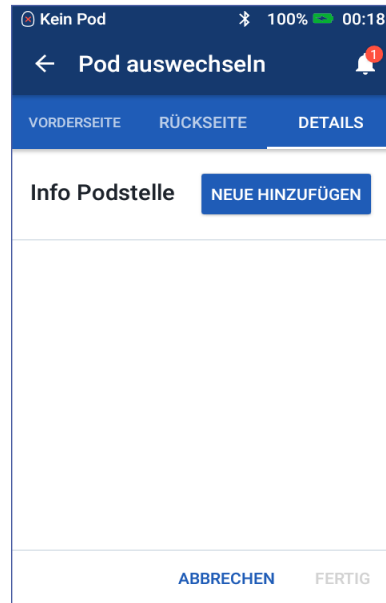 Kein Pod 100% 00:18
Pod auswechseln 1
VORDERSEITE RÜCKSEITE DETAILS
Info Podstelle NEUE HINZUFÜGEN
ABBRECHEN FERTIG